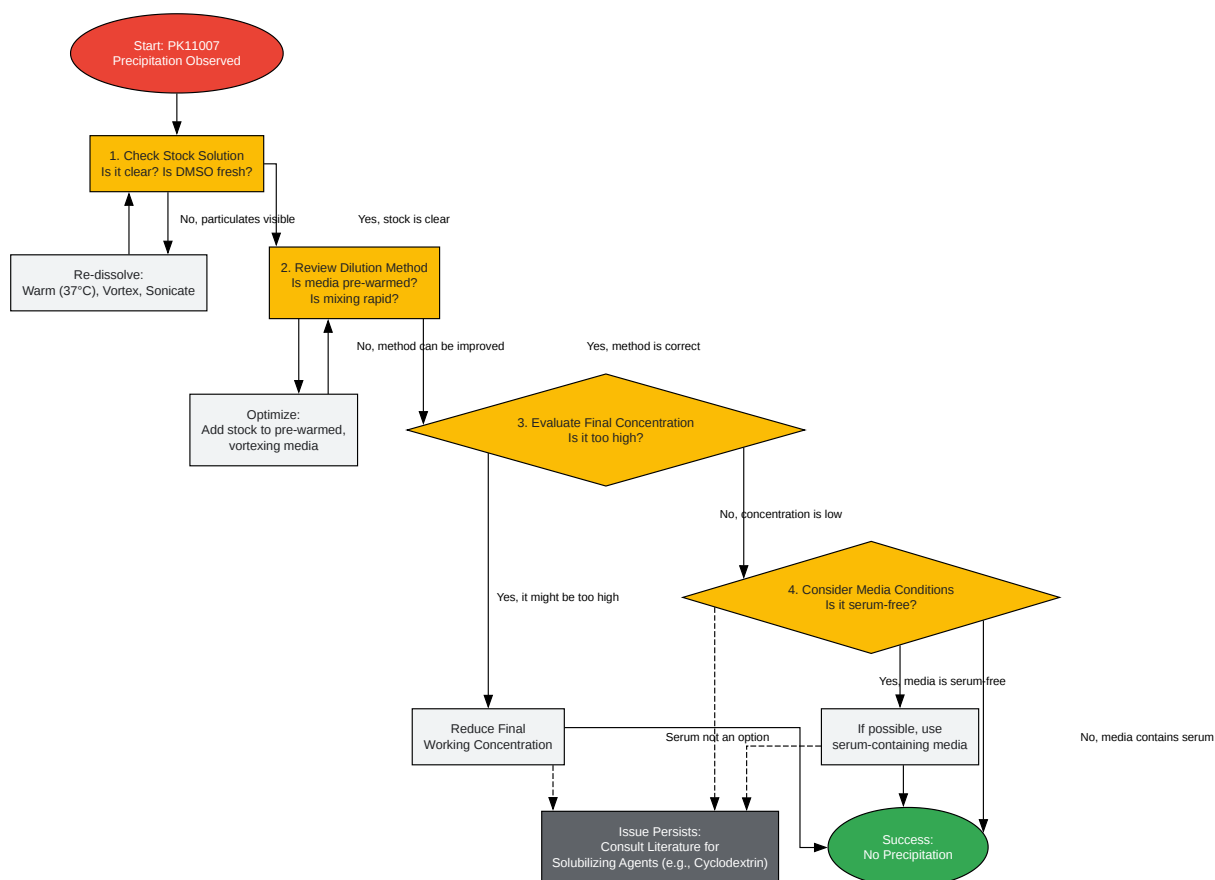 Start: PK11007
Precipitation Observed
1. Check Stock Solution
Is it clear? Is DMSO fresh?
No, particulates visible
Yes, stock is clear
Re-dissolve:
Warm (37°C), Vortex, Sonicate
2. Review Dilution Method
Is media pre-warmed?
Is mixing rapid?
No, method can be improved
Yes, method is correct
Optimize:
Add stock to pre-warmed,
vortexing media
3. Evaluate Final Concentration
Is it too high?
No, concentration is low
Yes, it might be too high
4. Consider Media Conditions
Is it serum-free?
Yes, media is serum-free
Reduce Final
Working Concentration
Serum not an option
If possible, use
serum-containing media
No, media contains serum
Issue Persists:
Consult Literature for
Solubilizing Agents (e.g., Cyclodextrin)
Success:
No Precipitation